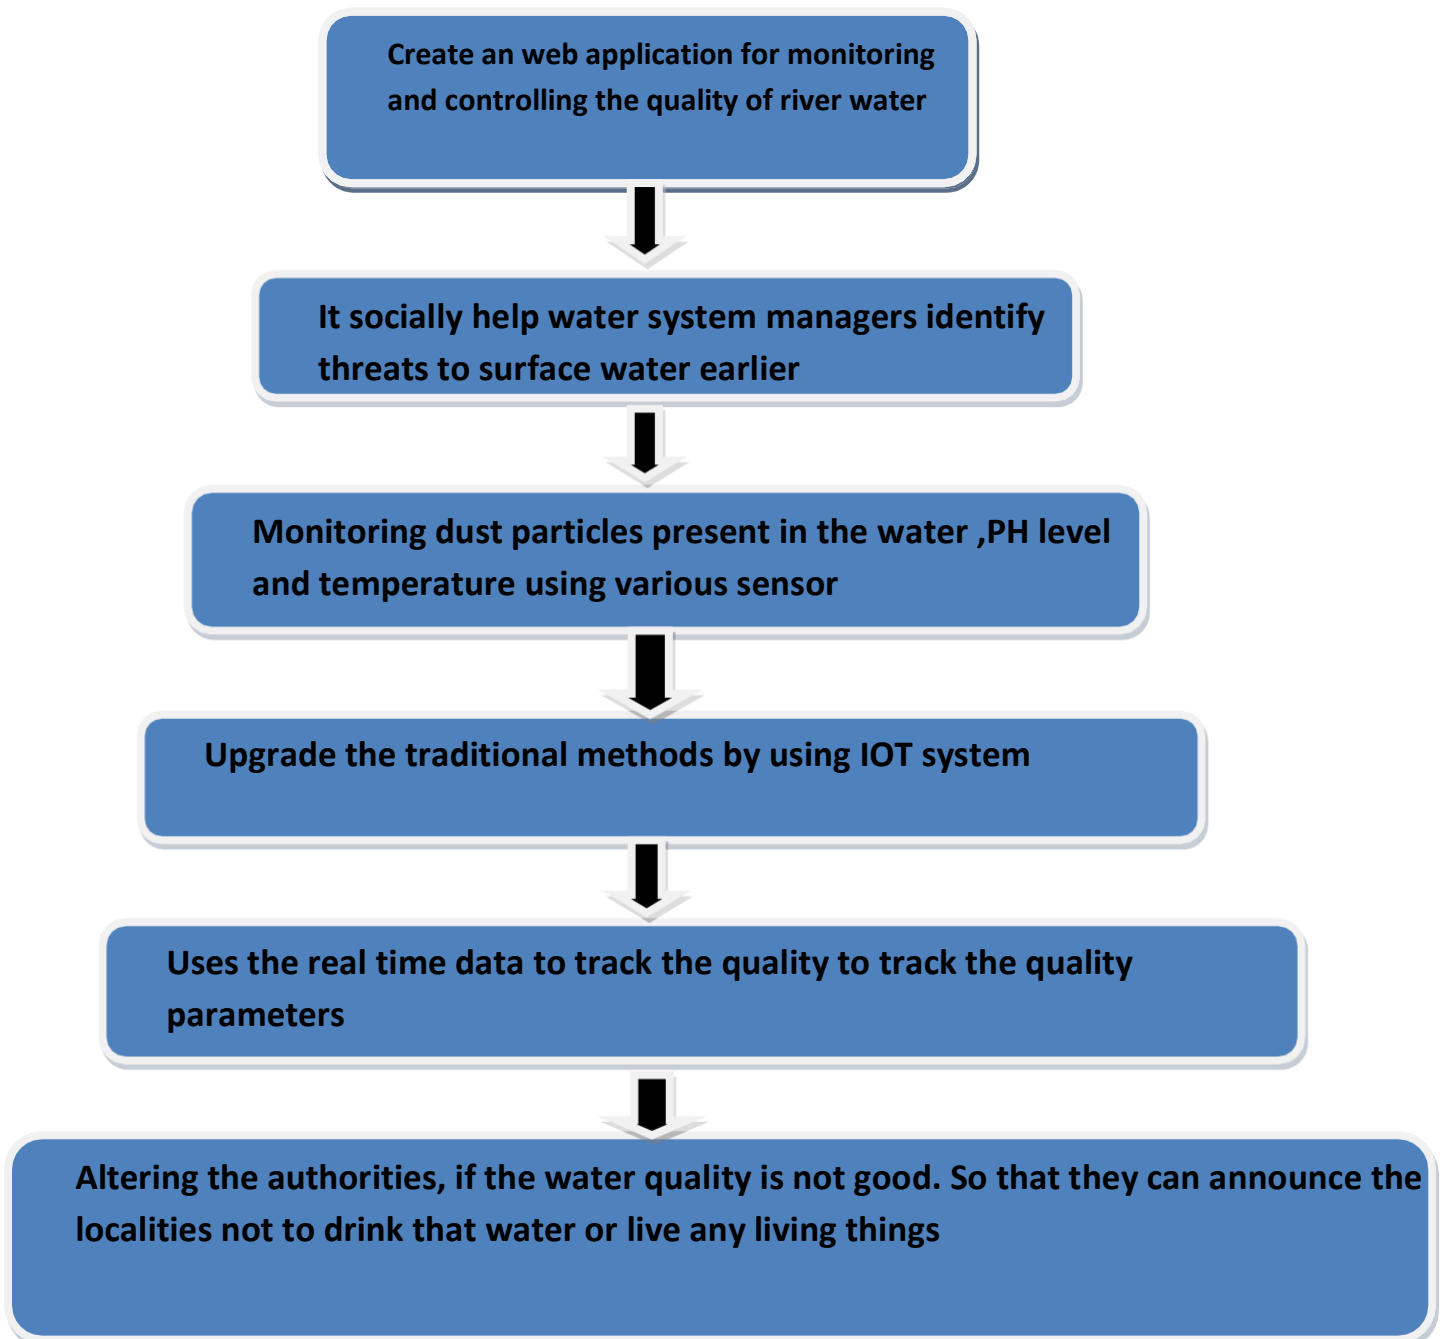 Create an web application for monitoring
and controlling the quality of river water
It socially help water system managers identify
threats to surface water earlier
Monitoring dust particles present in the water ,PH level
and temperature using various sensor
Upgrade the traditional methods by using IOT system
Uses the real time data to track the quality to track the quality
parameters
Altering the authorities, if the water quality is not good. So that they can announce the
localities not to drink that water or live any living things